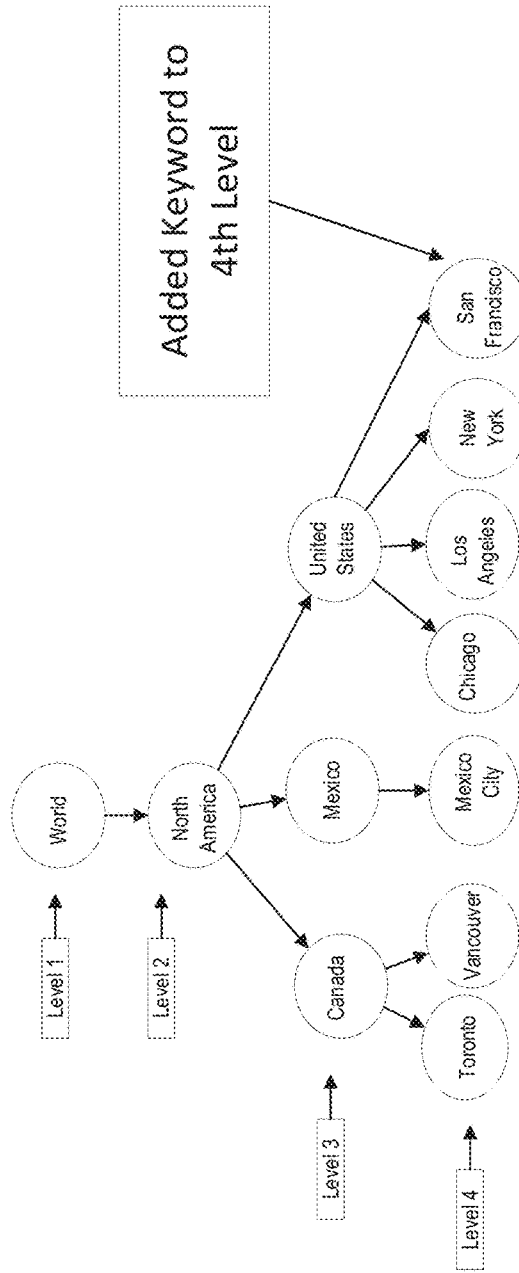 Level 1
World
Added Keyword to
4th Level
Level 2
North
America
Level 3
Canada
Mexico
United
States
Level 4
Toronto
Vancouver
Mexico
City
Chicago
Los
Angeles
New
York
San
Francisco